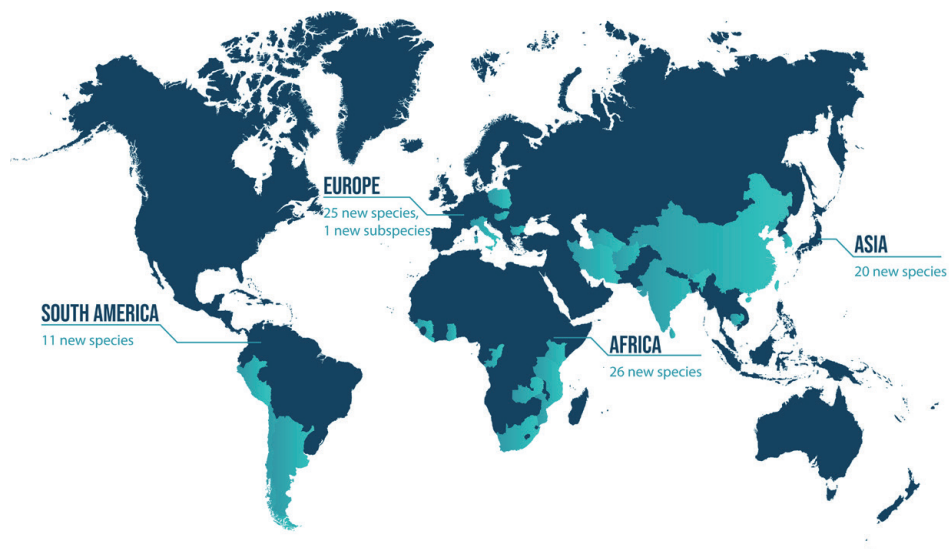 EUROPE
25 new species,
1 new subspecies
ASIA
20 new species
SOUTH AMERICA
11 new species
AFRICA
26 new species